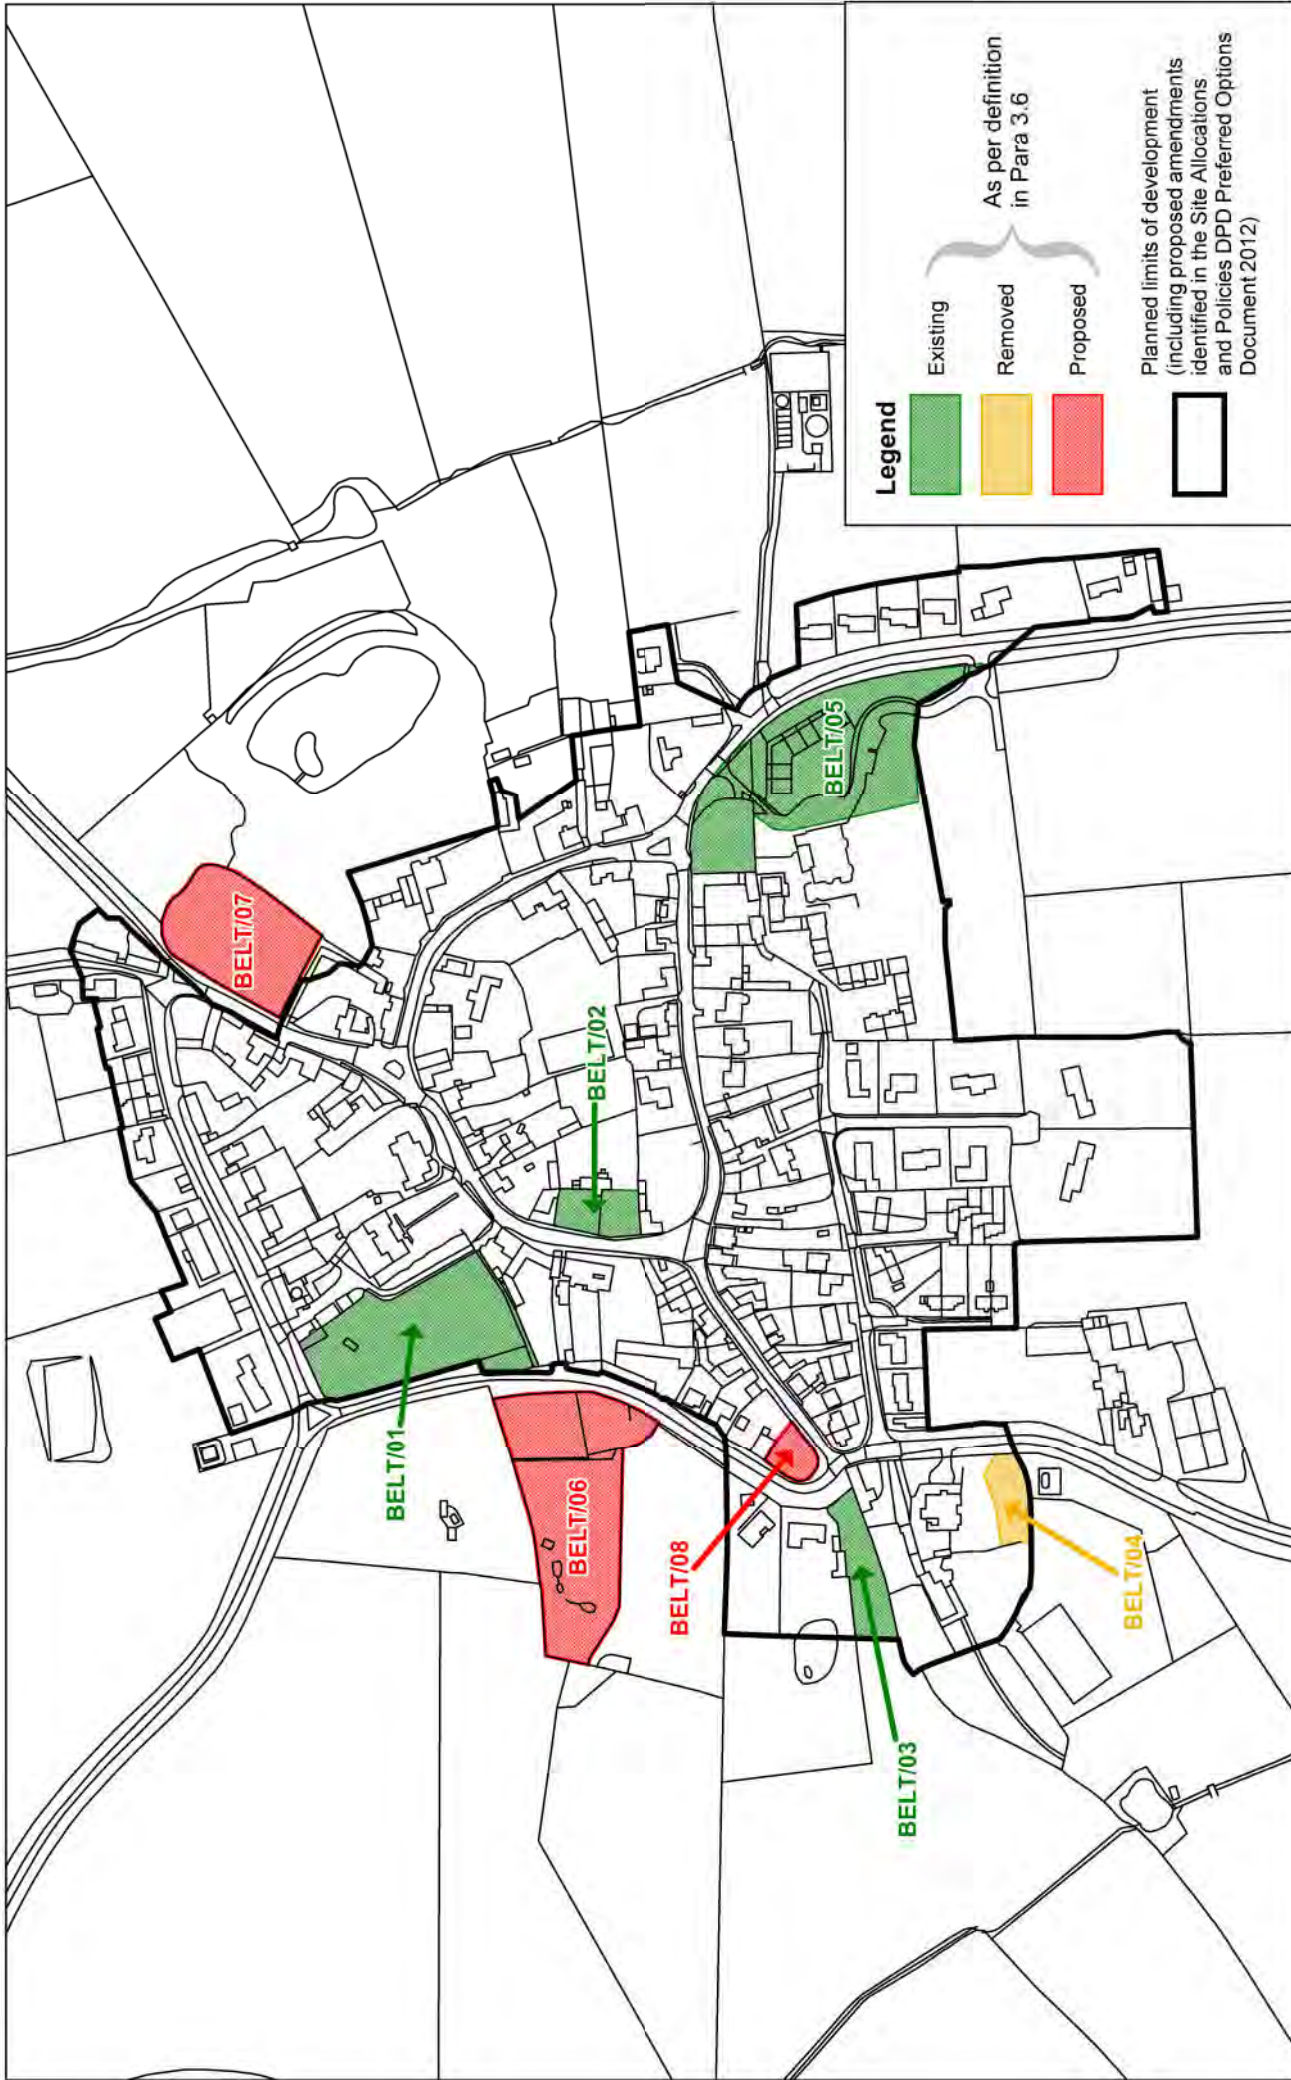 BELT/01
BELT/02
BELT/03
BELT/04
BELT/05
BELT/06
BELT/07
BELT/08
Legend
Existing
Removed
Proposed
As per definition
in Para 3.6
Planned limits of development
(including proposed amendments
identified in the Site Allocations
and Policies DPD Preferred Options
Document 2012)